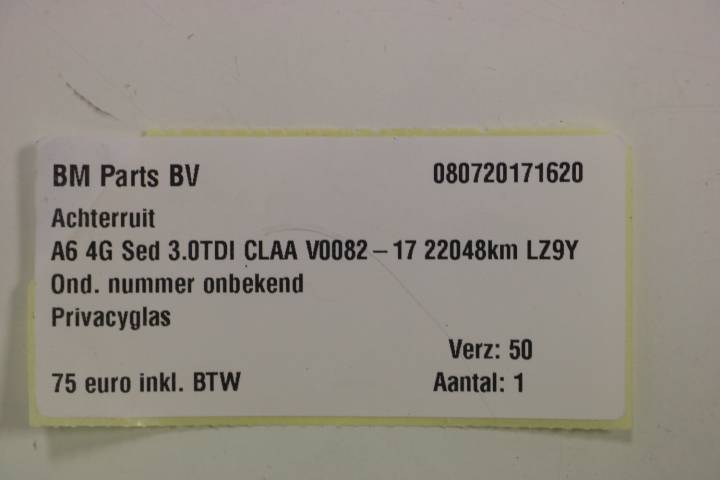 BM Parts BV 080720171620
Achterruit
A6 4G Sed 3.0TDI CLAA V0082-17 22048km LZ9Y
Ond. nummer onbekend
Privacyglas
Verz: 50
75 euro inkl. BTW Aantal: 1